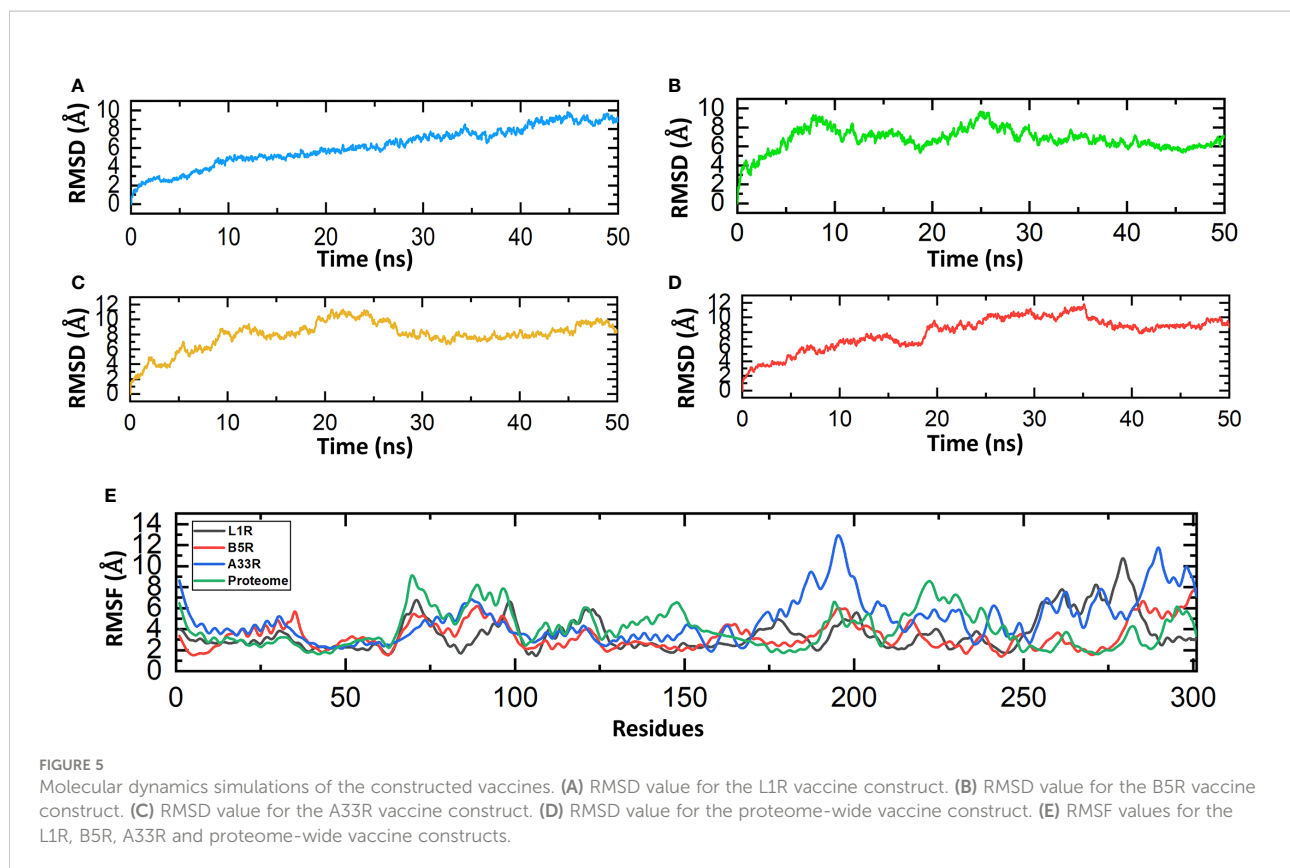 A
RMSD (Å)
10
8
6
4
2
0
0 10 20 30 40 50
Time (ns)
B
RMSD (Å)
10
8
6
4
2
0
0 10 20 30 40 50
Time (ns)
C
RMSD (Å)
12
10
8
6
4
2
0
0 10 20 30 40 50
Time (ns)
D
RMSD (Å)
12
10
8
6
4
2
0
0 10 20 30 40 50
Time (ns)
E
RMSF (Å)
14
12
10
8
6
4
2
0
L1R
B5R
A33R
Proteome
0 50 100 150 200 250 300
Residues
FIGURE 5
Molecular dynamics simulations of the constructed vaccines. (A) RMSD value for the L1R vaccine construct. (B) RMSD value for the B5R vaccine
construct. (C) RMSD value for the A33R vaccine construct. (D) RMSD value for the proteome-wide vaccine construct. (E) RMSF values for the
L1R, B5R, A33R and proteome-wide vaccine constructs.